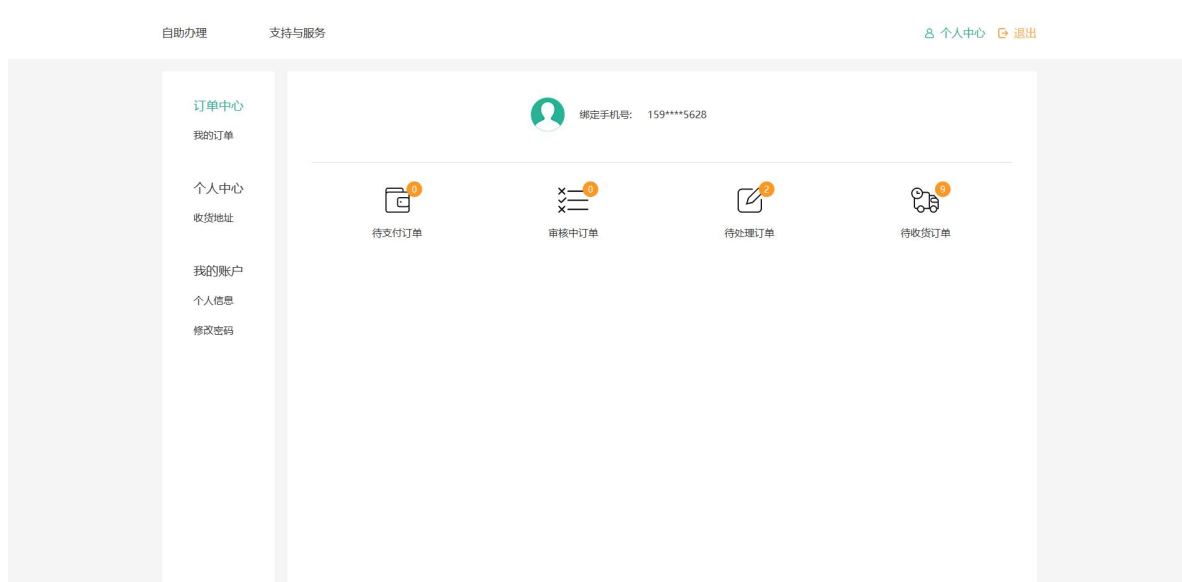 自助办理 支持与服务 个人中心 退出
订单中心
我的订单
个人中心
收货地址
我的账户
个人信息
修改密码
绑定手机号: 159****5628
0 0 2 9
待支付订单 审核中订单 待处理订单 待收货订单